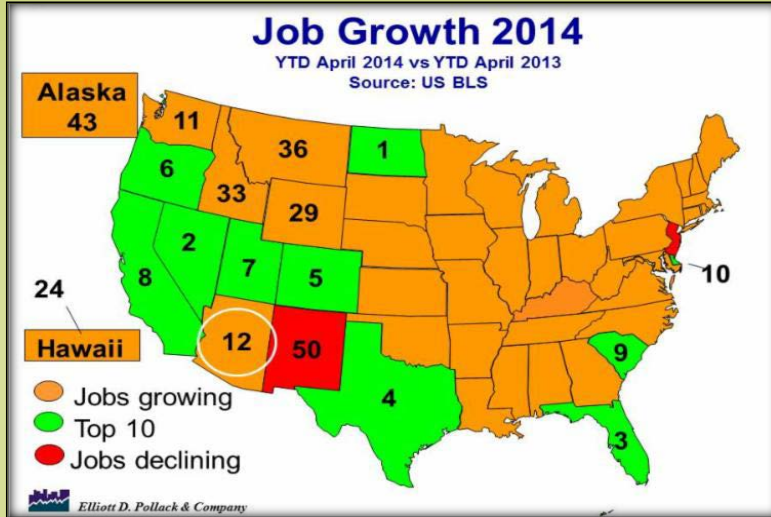 Job Growth 2014
YTD April 2014 vs YTD April 2013
Source: US BLS
Alaska
43
11
36
1
6
33
29
2
7
5
8
10
24
Hawaii
12
50
4
9
3
Jobs growing
Top 10
Jobs declining
Elliott D. Pollack & Company